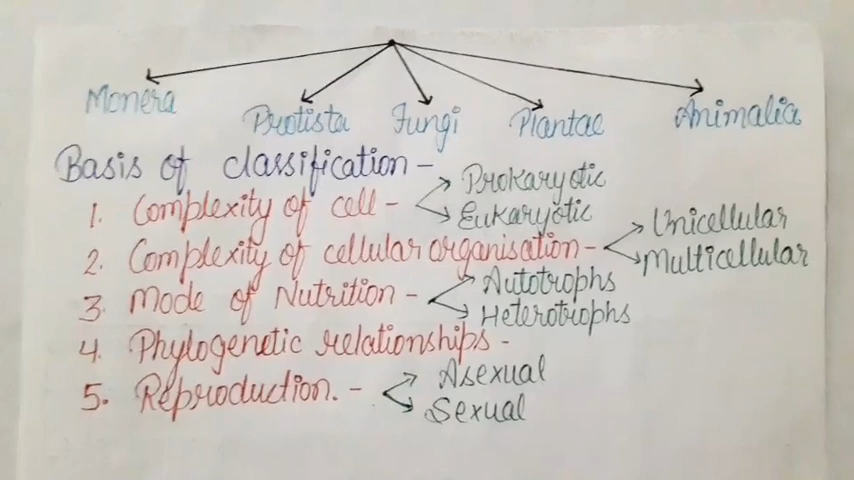 Monera Protista Fungi Plantae Animalia
Basis of classification -
1. Complexity of cell - Prokaryotic
Eukaryotic
2. Complexity of cellular organisation - Unicellular
Multicellular
3. Mode of Nutrition - Autotrophs
Heterotrophs
4. Phylogenetic relationships -
5. Reproduction. - Asexual
Sexual